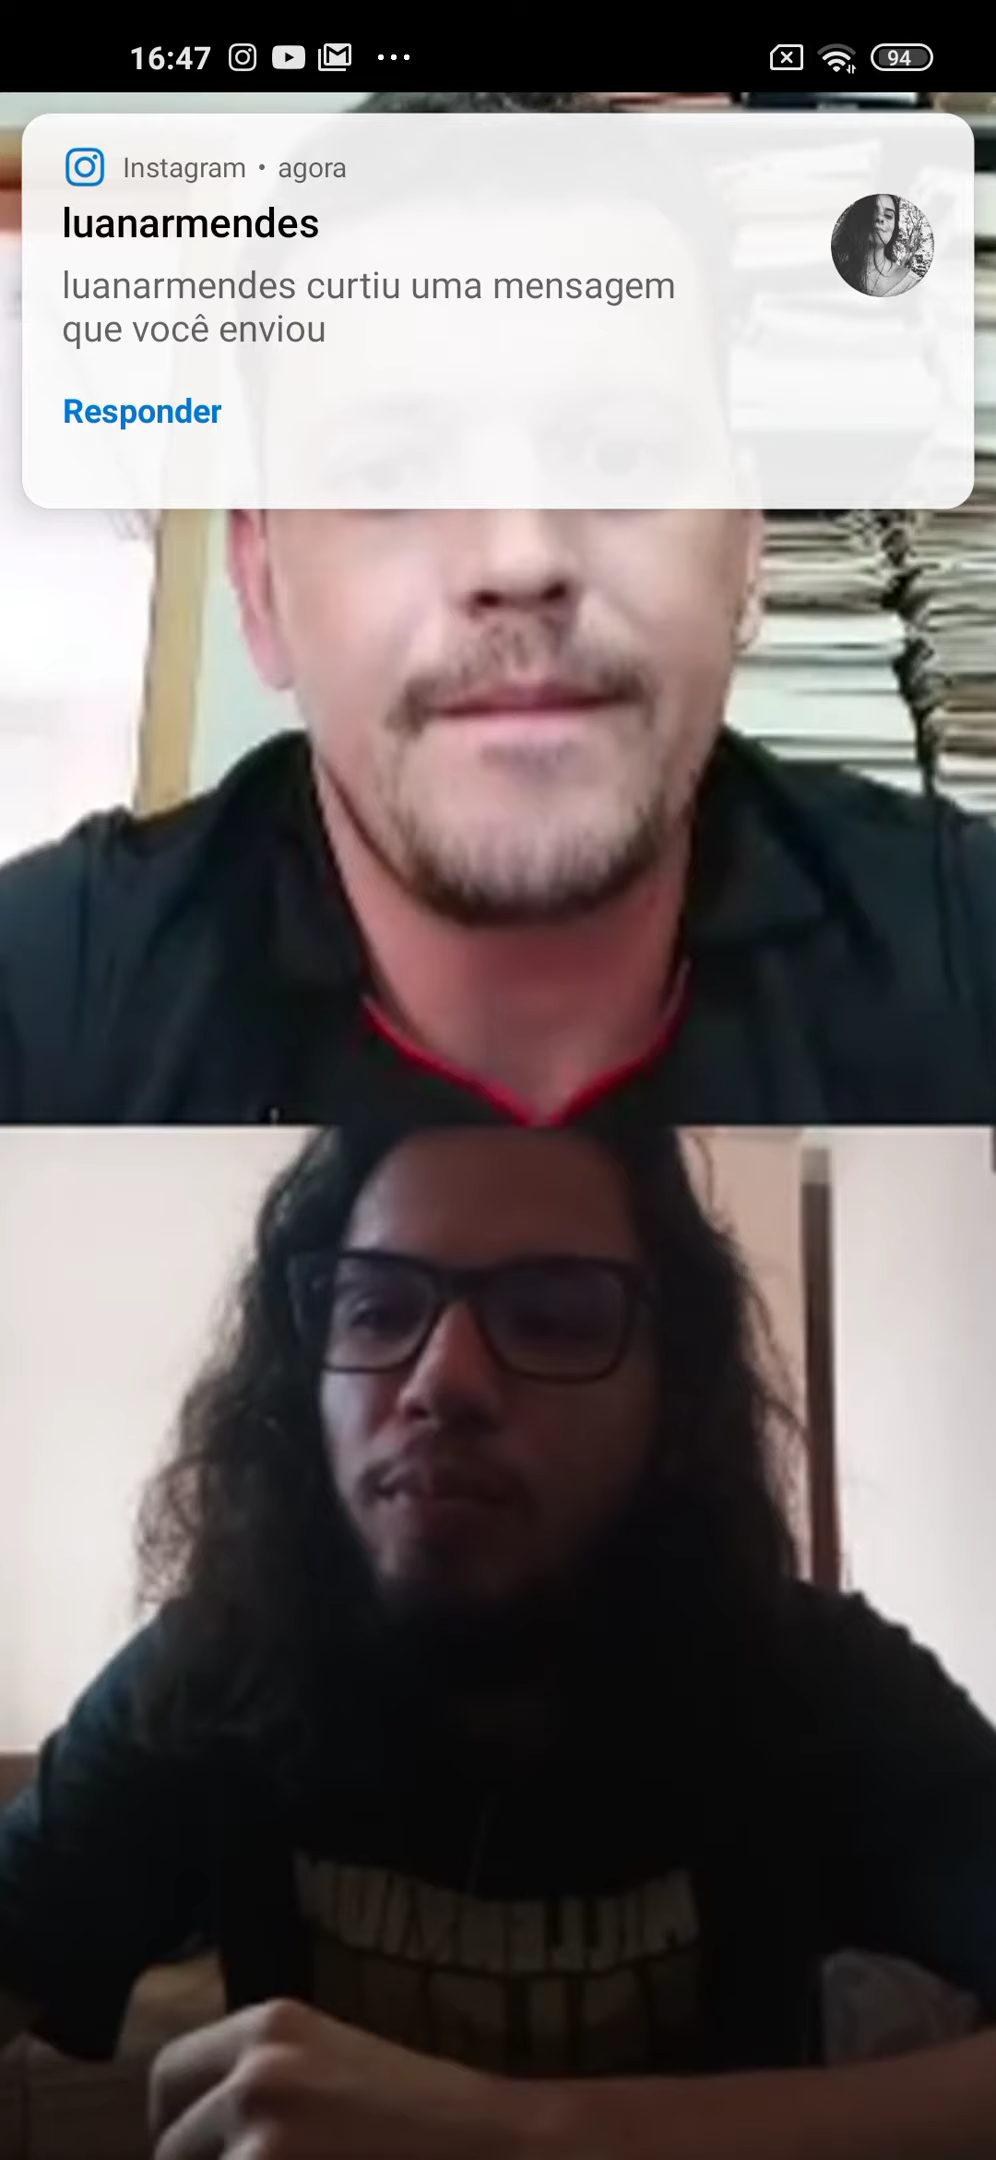 16:47
94
Instagram • agora
luanarmendes
luanarmendes curtiu uma mensagem
que você enviou
Responder